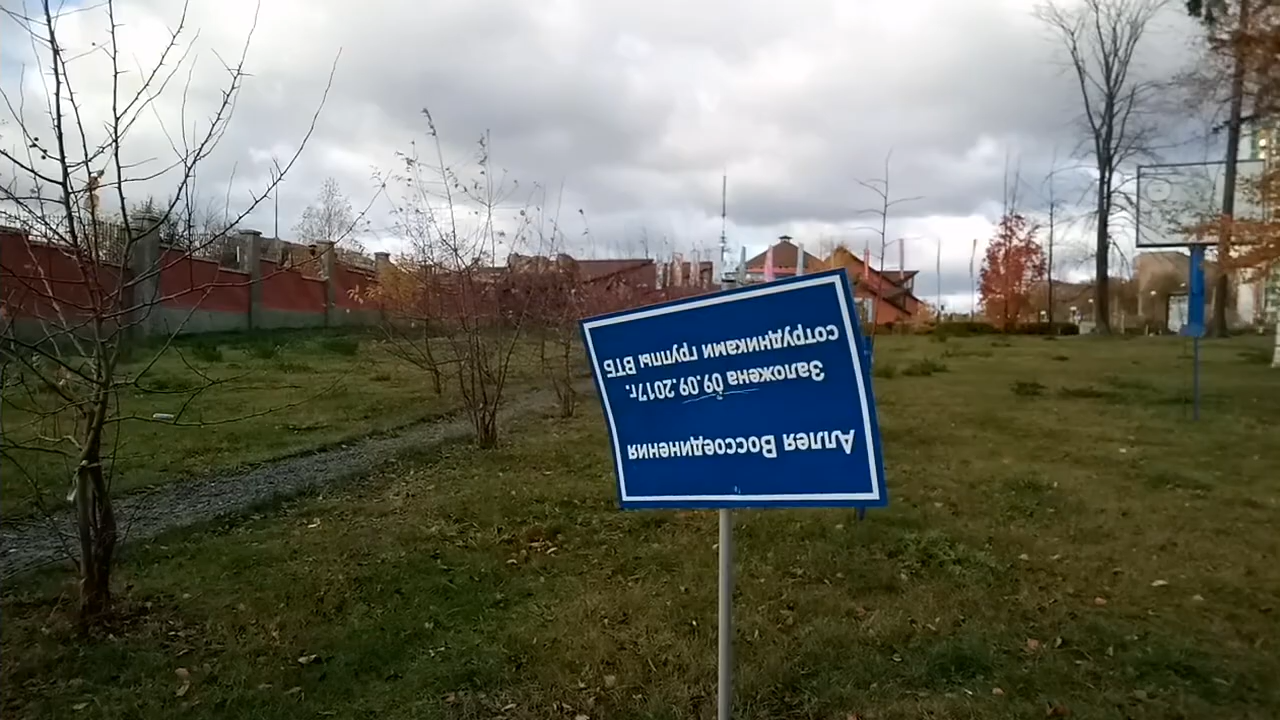 Аллея Воссоединения
Заложена 09.09.2017г.
сотрудниками группы ВТБ